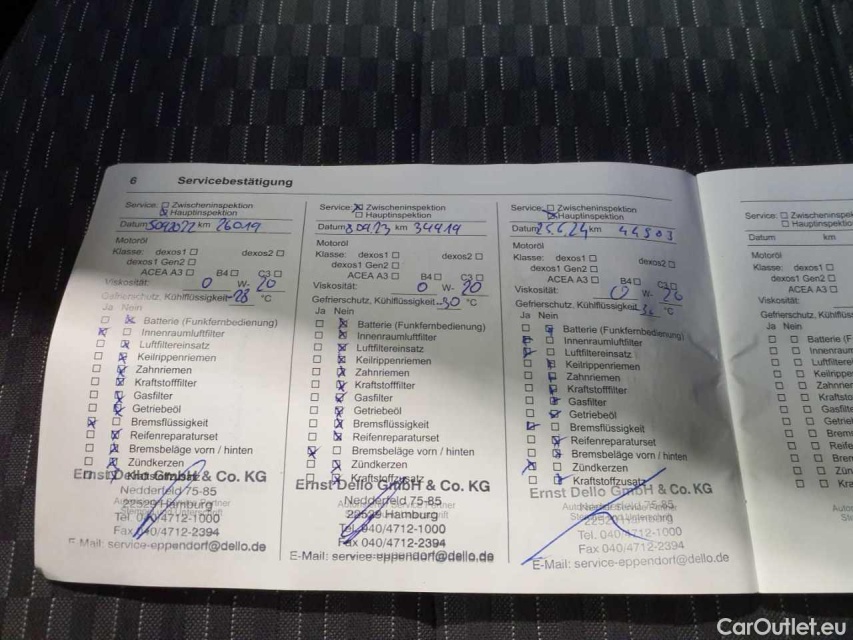 6 Servicebestätigung
Service: Zwischeninspektion
Hauptinspektion
Datum km 26019
Motoröl
Klasse: dexos1 dexos2
dexos1 Gen2
ACEA A3 B4 C3
Viskosität: 0 W- 20
Gefrierschutz, Kühlflüssigkeit -28 °C
Ja Nein
Batterie (Funkfernbedienung)
Innenraumluftfilter
Luftfiltereinsatz
Keilrippenriemen
Zahnriemen
Kraftstofffilter
Gasfilter
Getriebeöl
Bremsflüssigkeit
Reifenreparaturset
Bremsbeläge vorn / hinten
Zündkerzen
Ernst Dello GmbH & Co. KG
Nedderfeld 75-85
22529 Hamburg
Tel. 040/4712-1000
Fax 040/4712-2394
E-Mail: service-eppendorf@dello.de
Service: Zwischeninspektion
Hauptinspektion
Datum km 34419
Motoröl
Klasse: dexos1 dexos2
dexos1 Gen2
ACEA A3 B4 C3
Viskosität: 0 W- 20
Gefrierschutz, Kühlflüssigkeit -30 °C
Ja Nein
Batterie (Funkfernbedienung)
Innenraumluftfilter
Luftfiltereinsatz
Keilrippenriemen
Zahnriemen
Kraftstofffilter
Gasfilter
Getriebeöl
Bremsflüssigkeit
Reifenreparaturset
Bremsbeläge vorn / hinten
Zündkerzen
Kraftstoffzusatz
Ernst Dello GmbH & Co. KG
Nedderfeld 75-85
22529 Hamburg
Tel. 040/4712-1000
Fax 040/4712-2394
E-Mail: service-eppendorf@dello.de
Service: Zwischeninspektion
Hauptinspektion
Datum 25.6.24 km 44503
Motoröl
Klasse: dexos1 dexos2
dexos1 Gen2
ACEA A3 B4 C3
Viskosität: 0 W- 20
Gefrierschutz, Kühlflüssigkeit °C
Ja Nein
Batterie (Funkfernbedienung)
Innenraumluftfilter
Luftfiltereinsatz
Keilrippenriemen
Zahnriemen
Kraftstofffilter
Gasfilter
Getriebeöl
Bremsflüssigkeit
Reifenreparaturset
Bremsbeläge vorn / hinten
Zündkerzen
Kraftstoffzusatz
Ernst Dello GmbH & Co. KG
Tel. 040/4712-1000
Fax 040/4712-2394
E-Mail: service-eppendorf@dello.de
Service:
Datum km
Motoröl
Klasse: dexos1
dexos1 Gen2
ACEA A3
Viskosität:
Ja Nein
CarOutlet.eu